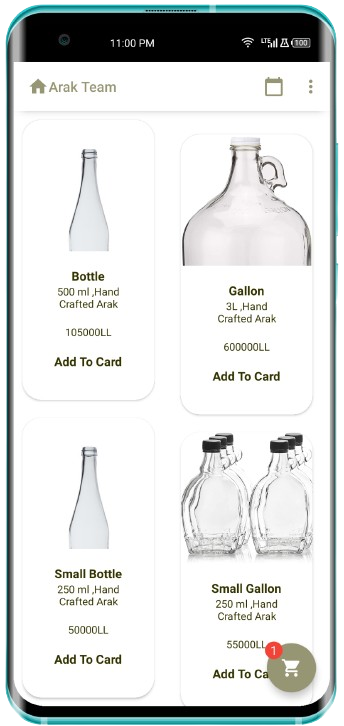 11:00 PM
LTE 100
Arak Team
Bottle
500 ml ,Hand
Crafted Arak
105000LL
Add To Card
Gallon
3L ,Hand
Crafted Arak
600000LL
Add To Card
Small Bottle
250 ml ,Hand
Crafted Arak
50000LL
Add To Card
Small Gallon
250 ml ,Hand
Crafted Arak
55000LL
Add To
1